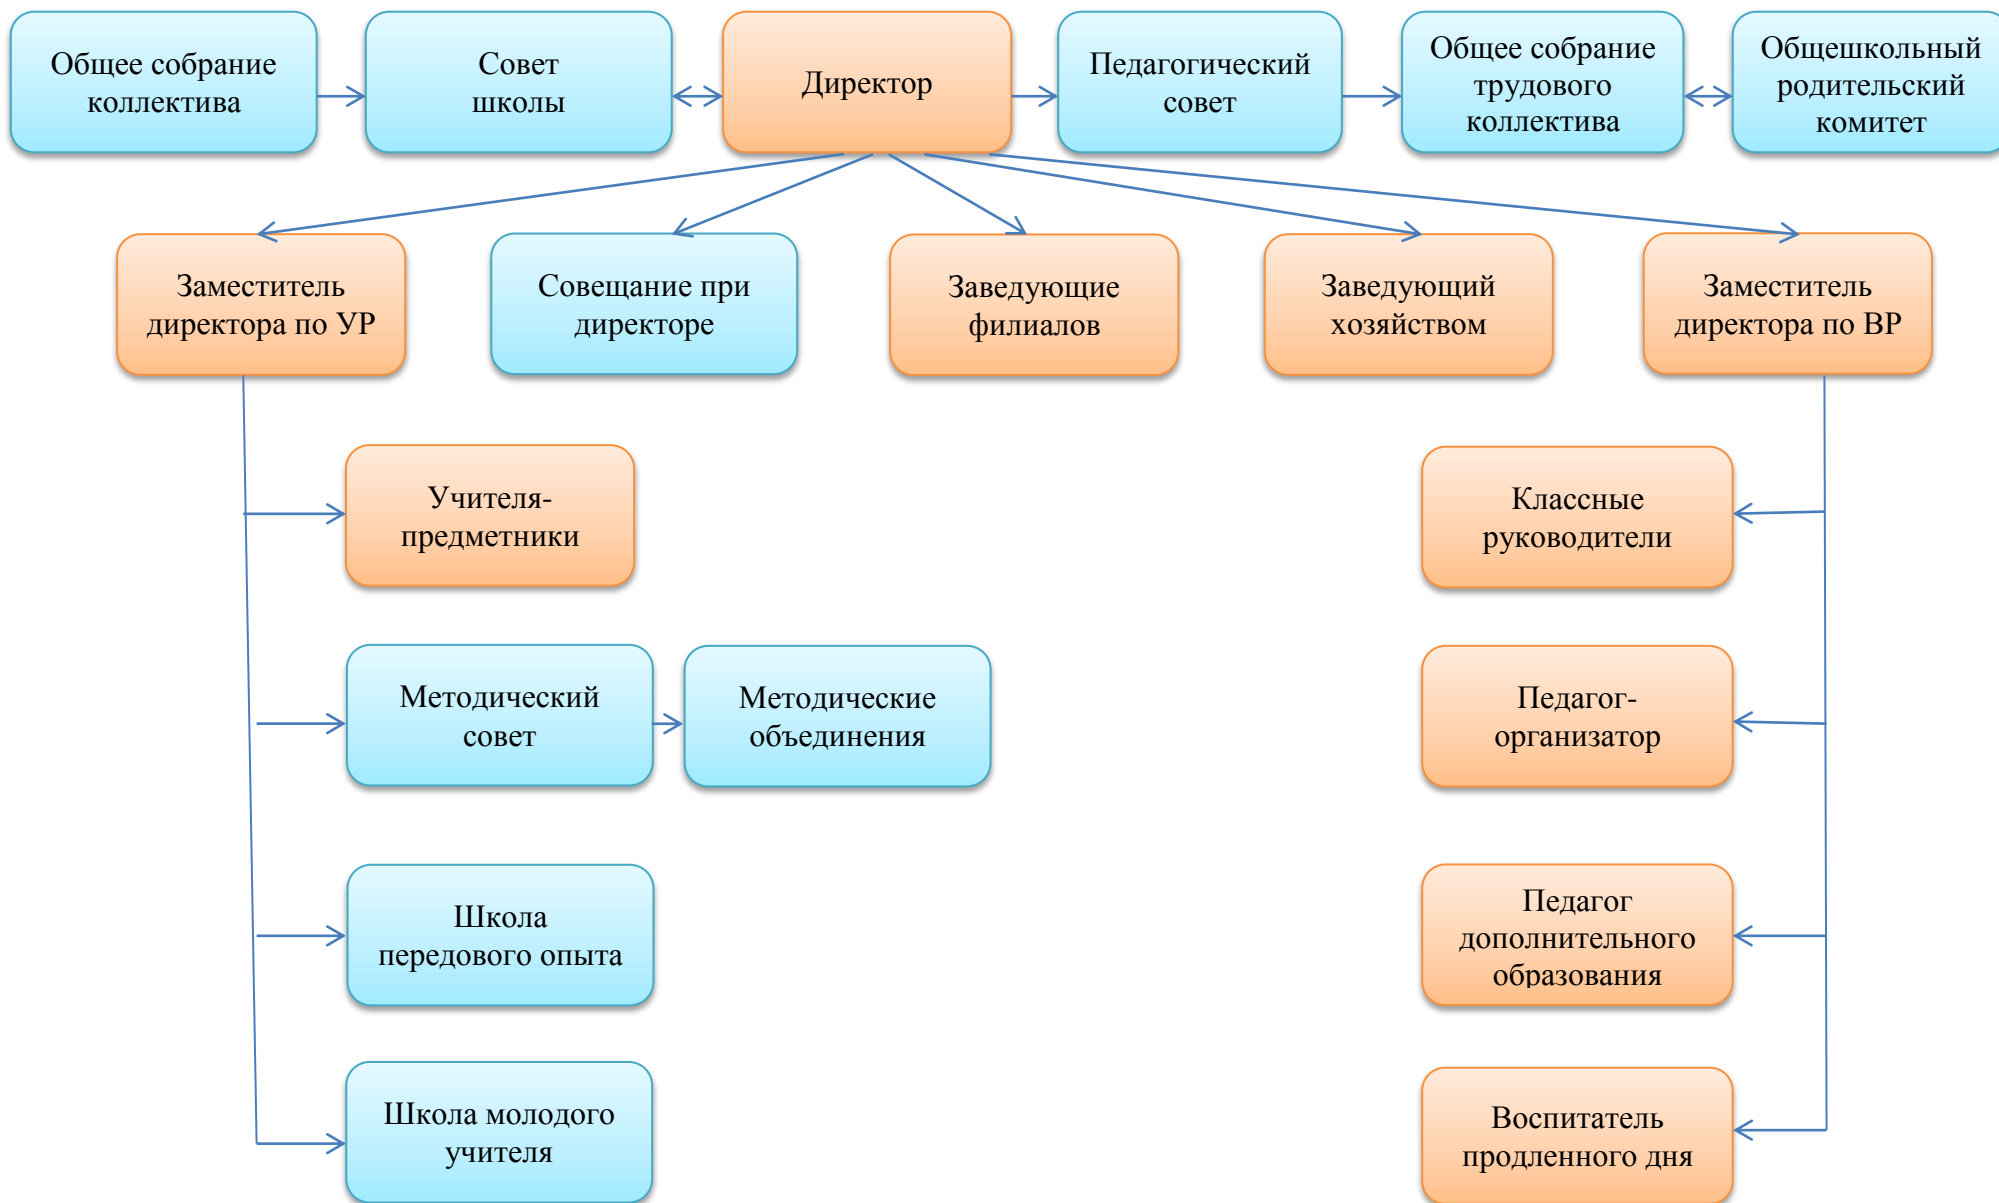 Общее собрание
коллектива
Совет
школы
Директор
Педагогический
совет
Общее собрание
трудового
коллектива
Общешкольный
родительский
комитет
Заместитель
директора по УР
Совещание при
директоре
Заведующие
филиалов
Заведующий
хозяйством
Заместитель
директора по ВР
Учителя-
предметники
Классные
руководители
Методический
совет
Методические
объединения
Педагог-
организатор
Школа
передового опыта
Педагог
дополнительного
образования
Школа молодого
учителя
Воспитатель
продленного дня